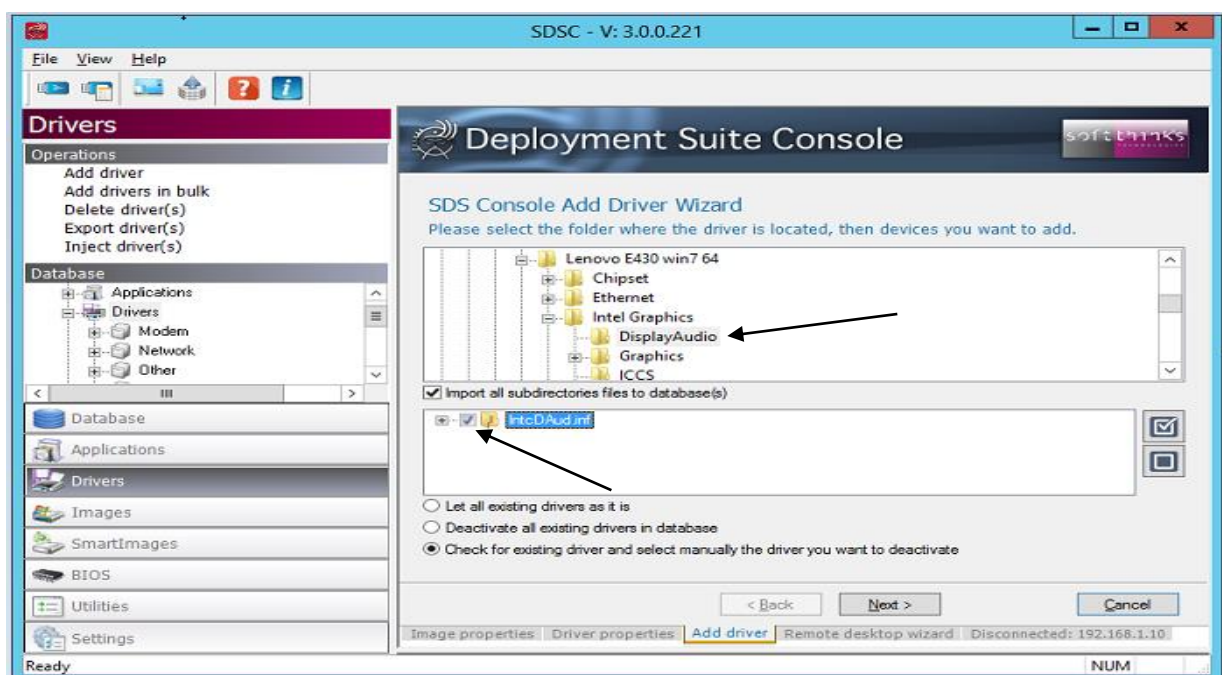 SDSC - V: 3.0.0.221
File View Help
Drivers
Operations
Add driver
Add drivers in bulk
Delete driver(s)
Export driver(s)
Inject driver(s)
Database
Applications
Drivers
Modem
Network
Other
Database
Applications
Drivers
Images
SmartImages
BIOS
Utilities
Settings
Deployment Suite Console
softthinks
SDS Console Add Driver Wizard
Please select the folder where the driver is located, then devices you want to add.
Lenovo E430 win7 64
Chipset
Ethernet
Intel Graphics
DisplayAudio
Graphics
ICCS
Import all subdirectories files to database(s)
IntcDAud.inf
Let all existing drivers as it is
Deactivate all existing drivers in database
Check for existing driver and select manually the driver you want to deactivate
< Back Next > Cancel
Image properties Driver properties Add driver Remote desktop wizard Disconnected: 192.168.1.10
Ready NUM